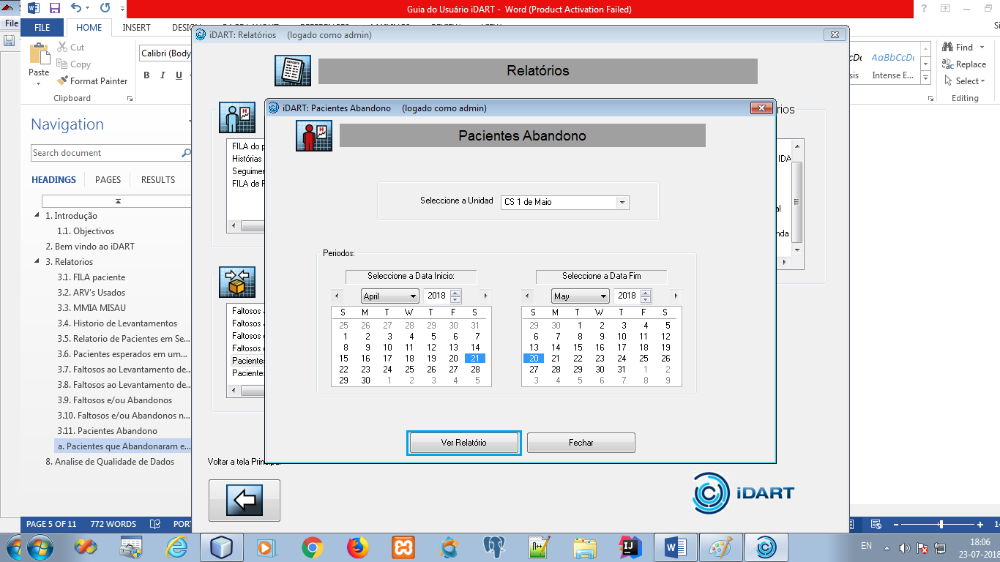 Guia do Usuário iDART - Word (Product Activation Failed)
FILE
HOME
INSERT
File
Cut
Copy
Paste
Format Painter
Clipboard
Calibri (Body
B I U
AaBbCcDc
Intense E...
Find
Replace
Select
Editing
Navigation
Search document
HEADINGS PAGES RESULTS
1. Introdução
1.1. Objectivos
2. Bem vindo ao iDART
3. Relatorios
3.1. FILA paciente
3.2. ARV's Usados
3.3. MMIA MISAU
3.4. Historio de Levantamentos
3.5. Relatorio de Pacientes em Se...
3.6. Pacientes esperados em um...
3.7. Faltosos ao Levantamento de...
3.8. Faltosos ao Levantamento de...
3.9. Faltosos e/ou Abandonos
3.10. Faltosos e/ou Abandonos n...
3.11. Pacientes Abandono
a. Pacientes que Abandonaram e...
8. Analise de Qualidade de Dados
PAGE 5 OF 11 772 WORDS
iDART: Relatórios (logado como admin)
REPORTS
Relatórios
FILA do p
Histórias
Seguimen
FILA de F
Faltosos
Faltosos
Faltosos
Faltosos
Pacientes
Pacientes
Voltar a tela Principal
iDART
iDART: Pacientes Abandono (logado como admin)
Pacientes Abandono
Seleccione a Unidad CS 1 de Maio
Periodos:
Seleccione a Data Inicio:
April 2018
S M T W T F S
25 26 27 28 29 30 31
1 2 3 4 5 6 7
8 9 10 11 12 13 14
15 16 17 18 19 20 21
22 23 24 25 26 27 28
29 30 1 2 3 4 5
Seleccione a Data Fim
May 2018
S M T W T F S
29 30 1 2 3 4 5
6 7 8 9 10 11 12
13 14 15 16 17 18 19
20 21 22 23 24 25 26
27 28 29 30 31 1 2
3 4 5 6 7 8 9
Ver Relatório
Fechar
EN
18:06
23-07-2018